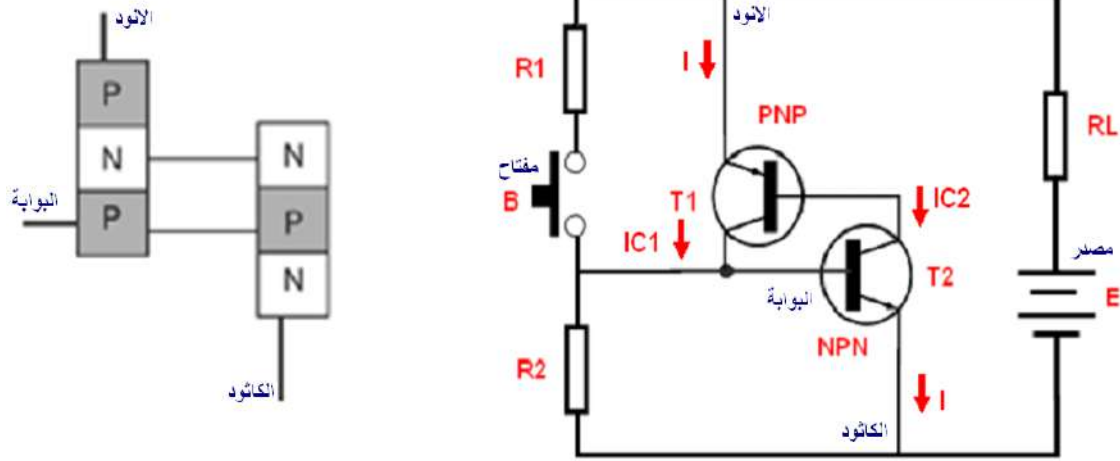 الانود
P
N
P
البوابة
N
P
N
الكاثود
الانود
I
R1
PNP
RL
مفتاح
B
T1
IC2
IC1
مصدر
T2
E
البوابة
NPN
R2
I
الكاثود